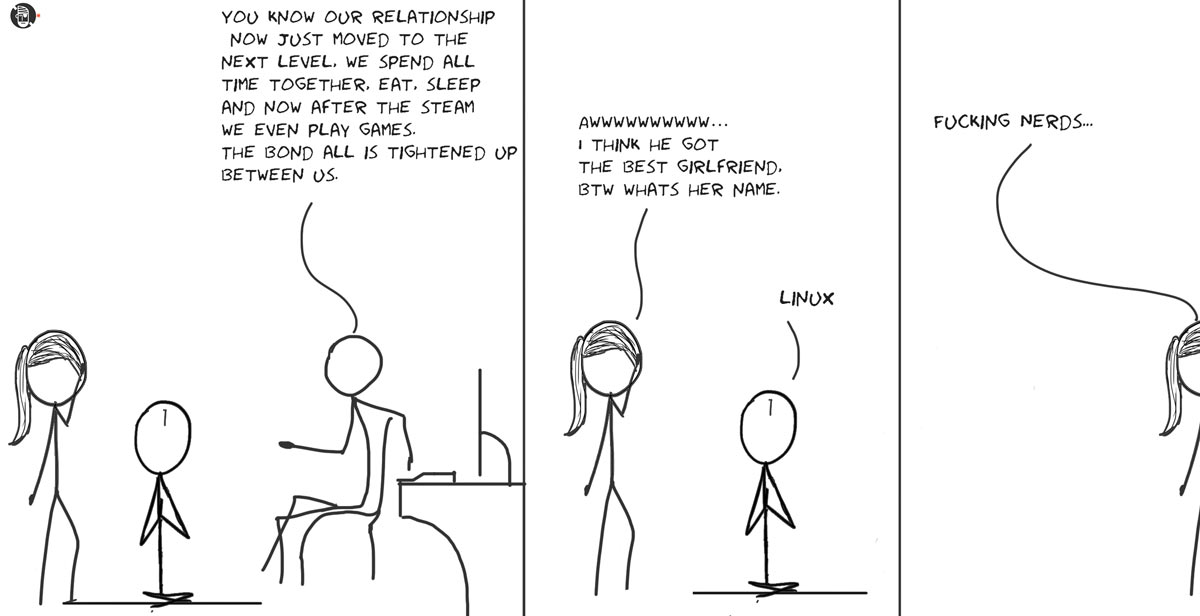 YOU KNOW OUR RELATIONSHIP
NOW JUST MOVED TO THE
NEXT LEVEL. WE SPEND ALL
TIME TOGETHER. EAT. SLEEP
AND NOW AFTER THE STEAM
WE EVEN PLAY GAMES.
THE BOND ALL IS TIGHTENED UP
BETWEEN US.
AWWWWWWWWWW...
I THINK HE GOT
THE BEST GIRLFRIEND.
BTW WHATS HER NAME.
LINUX
FUCKING NERDS...